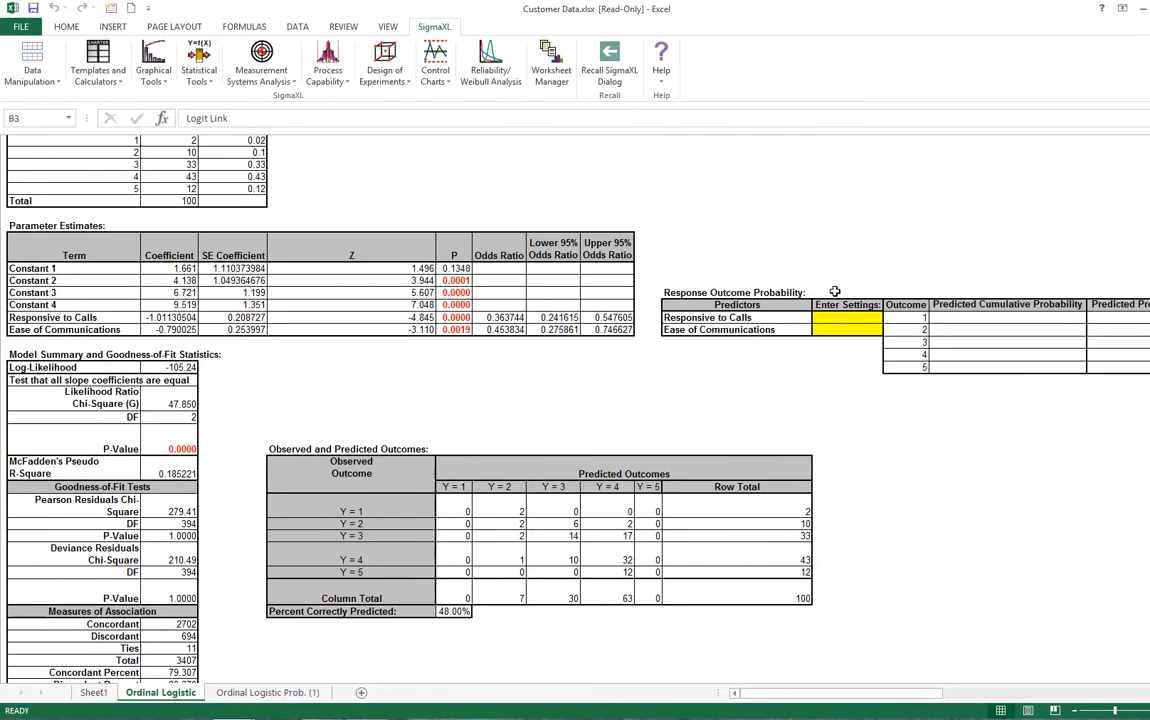 Customer Data.xlsx [Read-Only] - Excel
FILE HOME INSERT PAGE LAYOUT FORMULAS DATA REVIEW VIEW SigmaXL
Data Manipulation
Templates and Calculators
Graphical Tools
Y=f(X)
Statistical Tools
Measurement Systems Analysis
Process Capability
Design of Experiments
Control Charts
Reliability/ Weibull Analysis
Worksheet Manager
Recall SigmaXL Dialog
Help
SigmaXL Recall Help
B3 fx Logit Link
1 2 0.02
2 10 0.1
3 33 0.33
4 43 0.43
5 12 0.12
Total 100
Parameter Estimates:
Term Coefficient SE Coefficient Z P Odds Ratio Lower 95% Odds Ratio Upper 95% Odds Ratio
Constant 1 1.661 1.110373984 1.496 0.1348
Constant 2 4.138 1.049364676 3.944 0.0001
Constant 3 6.721 1.199 5.607 0.0000
Constant 4 9.519 1.351 7.048 0.0000
Responsive to Calls -1.01130504 0.208727 -4.845 0.0000 0.363744 0.241615 0.547605
Ease of Communications -0.790025 0.253997 -3.110 0.0019 0.453834 0.275861 0.746627
Response Outcome Probability:
Predictors Enter Settings: Outcome Predicted Cumulative Probability Predicted Pro
Responsive to Calls 1
Ease of Communications 2
3
4
5
Model Summary and Goodness-of-Fit Statistics:
Log-Likelihood -105.24
Test that all slope coefficients are equal
Likelihood Ratio
Chi-Square (G) 47.850
DF 2
P-Value 0.0000
McFadden's Pseudo
R-Square 0.185221
Goodness-of-Fit Tests
Pearson Residuals Chi-
Square 279.41
DF 394
P-Value 1.0000
Deviance Residuals
Chi-Square 210.49
DF 394
P-Value 1.0000
Measures of Association
Concordant 2702
Discordant 694
Ties 11
Total 3407
Concordant Percent 79.307
Observed and Predicted Outcomes:
Observed Outcome Predicted Outcomes
Y = 1 Y = 2 Y = 3 Y = 4 Y = 5 Row Total
Y = 1 0 2 0 0 0 2
Y = 2 0 2 6 2 0 10
Y = 3 0 2 14 17 0 33
Y = 4 0 1 10 32 0 43
Y = 5 0 0 0 12 0 12
Column Total 0 7 30 63 0 100
Percent Correctly Predicted: 48.00%
Sheet1 Ordinal Logistic Ordinal Logistic Prob. (1)
READY